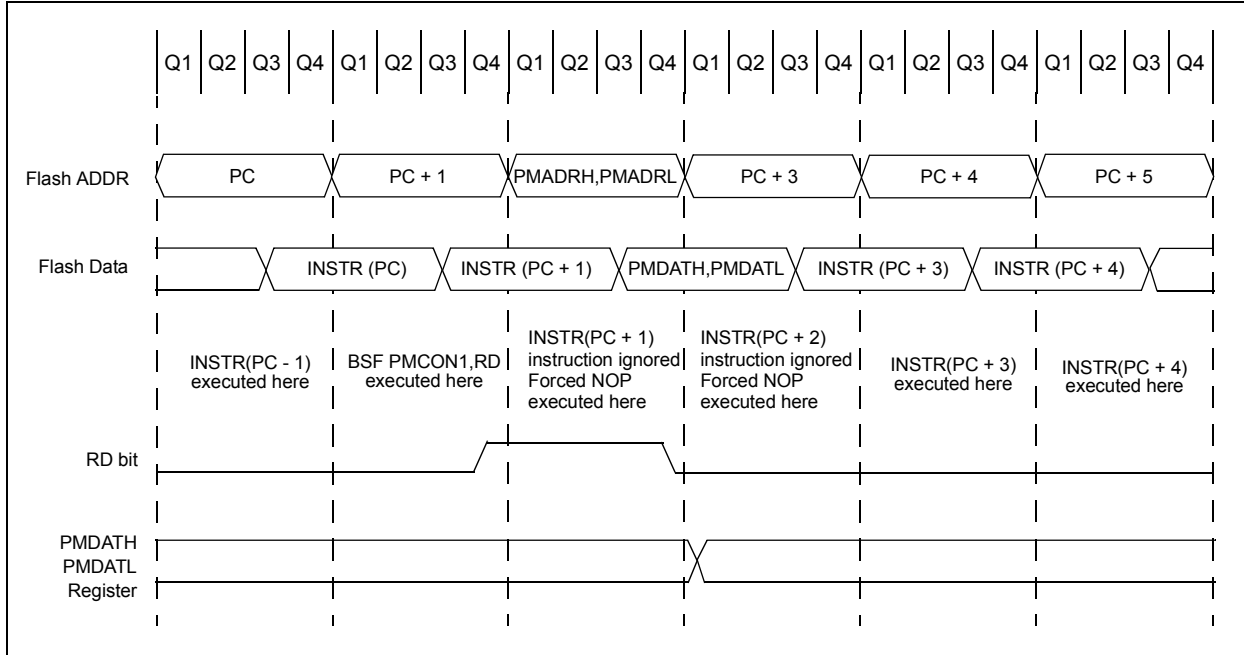 Q1 Q2 Q3 Q4 Q1 Q2 Q3 Q4 Q1 Q2 Q3 Q4 Q1 Q2 Q3 Q4 Q1 Q2 Q3 Q4 Q1 Q2 Q3 Q4
Flash ADDR PC PC + 1 PMADRH,PMADRL PC + 3 PC + 4 PC + 5
Flash Data INSTR (PC) INSTR (PC + 1) PMDATH,PMDATL INSTR (PC + 3) INSTR (PC + 4)
INSTR(PC - 1)
executed here
BSF PMCON1,RD
executed here
INSTR(PC + 1)
instruction ignored
Forced NOP
executed here
INSTR(PC + 2)
instruction ignored
Forced NOP
executed here
INSTR(PC + 3)
executed here
INSTR(PC + 4)
executed here
RD bit
PMDATH
PMDATL
Register